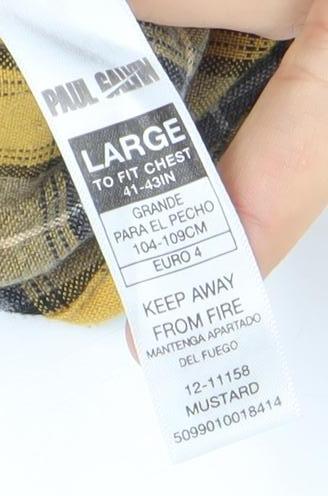 PAUL GALVIN
LARGE
TO FIT CHEST
41-43IN
GRANDE
PARA EL PECHO
104-109CM
EURO 4
KEEP AWAY
FROM FIRE
MANTENGA APARTADO
DEL FUEGO
12-11158
MUSTARD
5099010018414